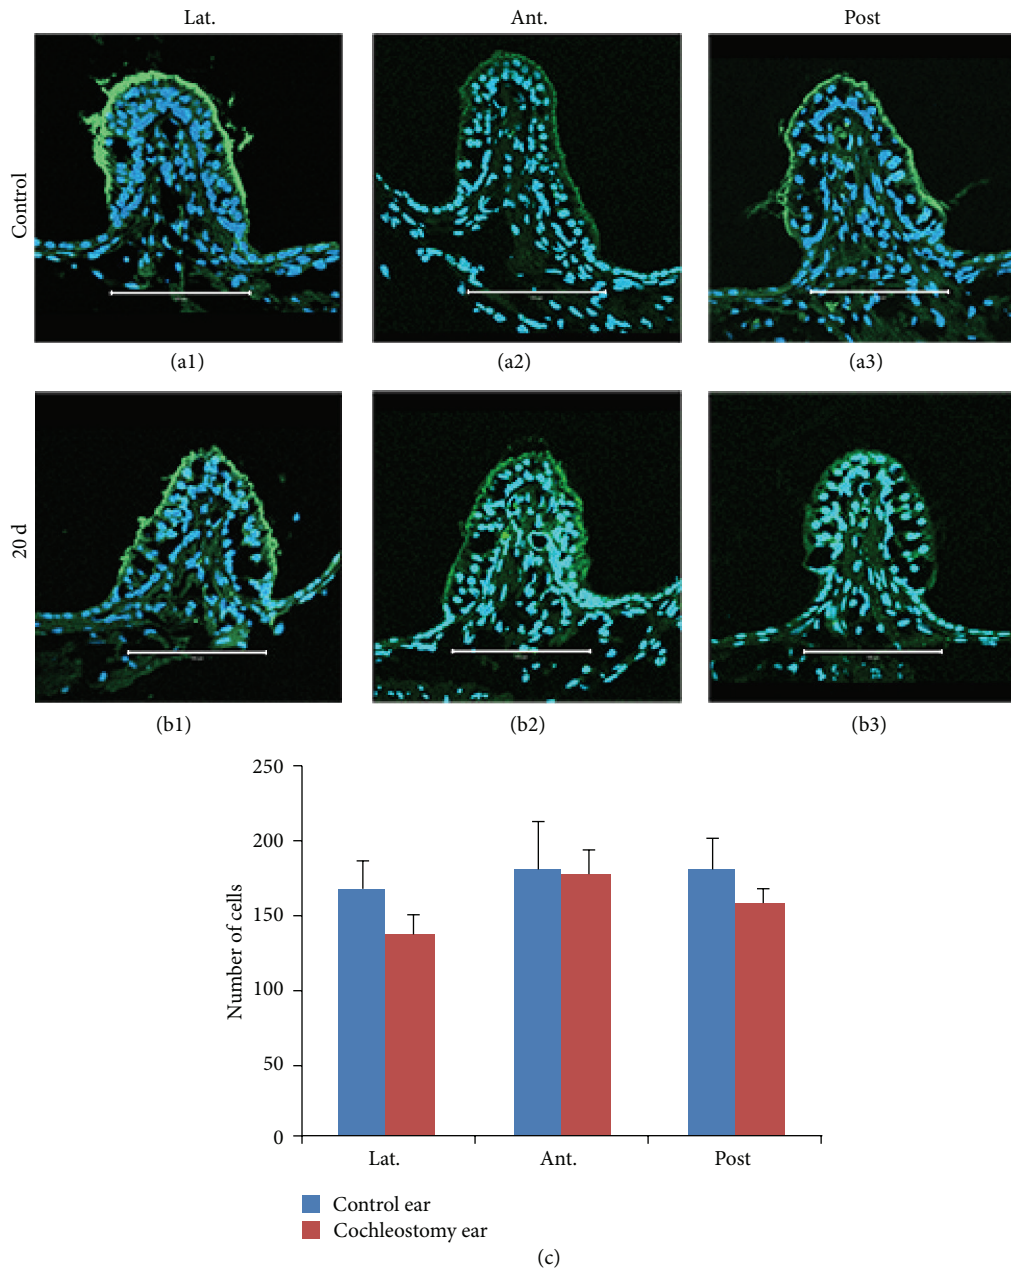 Lat. Ant. Post
Control
(a1) (a2) (a3)
20 d
(b1) (b2) (b3)
Number of cells
250
200
150
100
50
0
Lat. Ant. Post
Control ear
Cochleostomy ear
(c)